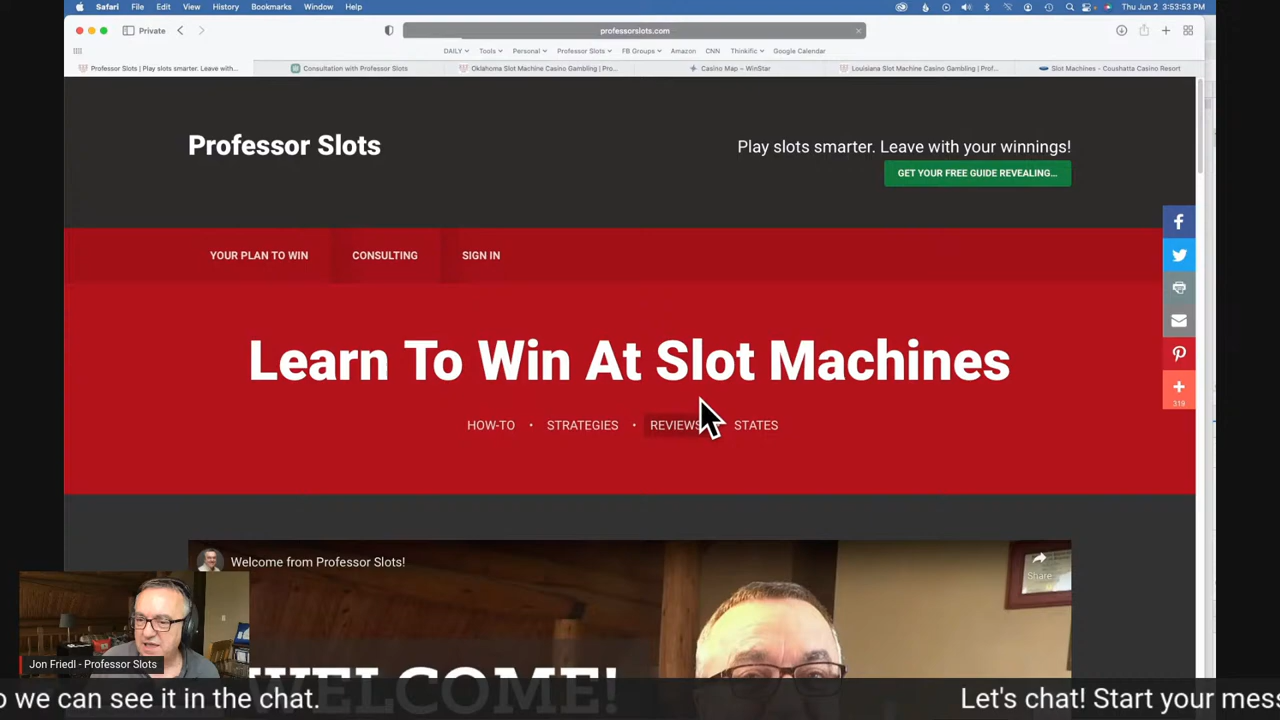 Safari File Edit View History Bookmarks Window Help Thu Jun 2 3:53:53 PM
Private professorslots.com
DAILY Tools Personal Professor Slots FB Groups Amazon CNN Thinkific Google Calendar
Professor Slots | Play slots smarter. Leave with... Consultation with Professor Slots Oklahoma Slot Machine Casino Gambling | Pro... Casino Map – WinStar Louisiana Slot Machine Casino Gambling | Prof... Slot Machines - Coushatta Casino Resort
Professor Slots
Play slots smarter. Leave with your winnings!
GET YOUR FREE GUIDE REVEALING...
YOUR PLAN TO WIN CONSULTING SIGN IN
Learn To Win At Slot Machines
HOW-TO • STRATEGIES • REVIEWS STATES
319
Welcome from Professor Slots!
Share
WELCOME!
Jon Friedl - Professor Slots
o we can see it in the chat. Let's chat! Start your mess